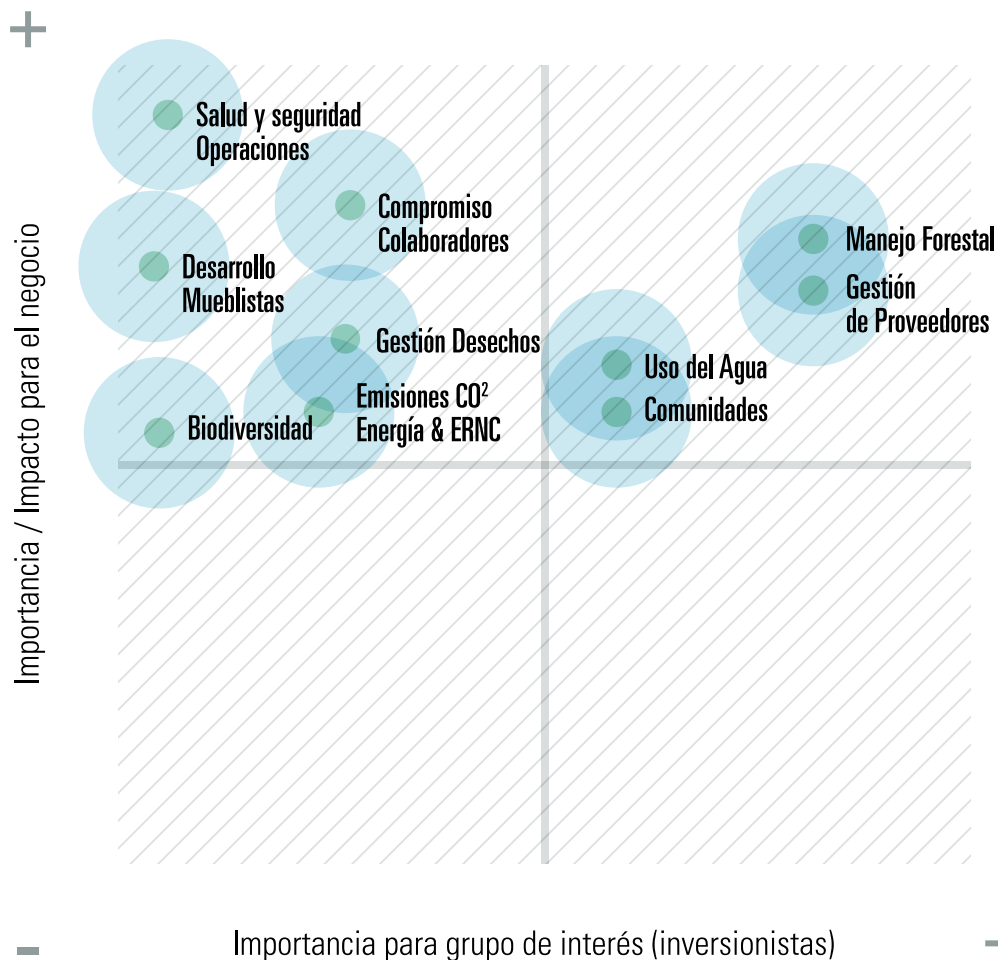 +
Salud y seguridad
Operaciones
Compromiso
Colaboradores
Manejo Forestal
Desarrollo
Mueblistas
Gestión
de Proveedores
Gestión Desechos
Uso del Agua
Emisiones CO²
Energía & ERNC
Comunidades
Biodiversidad
Importancia / Impacto para el negocio
-
Importancia para grupo de interés (inversionistas)
-